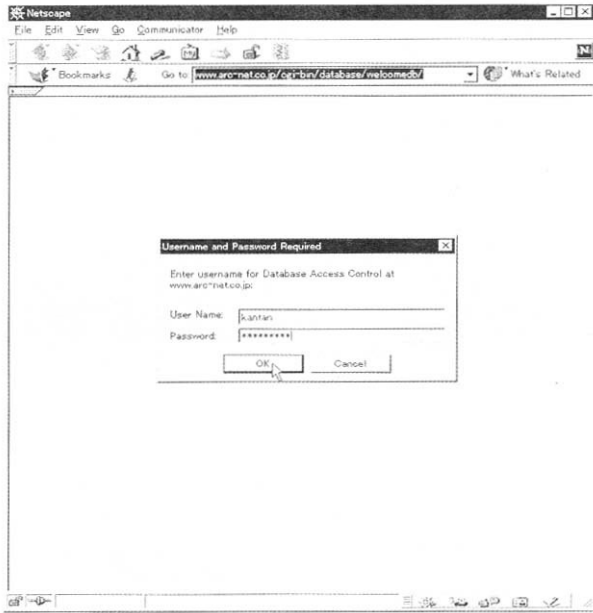 Netscape
File Edit View Go Communicator Help
N
Bookmarks Go to www.arc-net.co.jp/cgi-bin/database/welcomedb/ What's Related
Username and Password Required
Enter username for Database Access Control at
www.arc-net.co.jp:
User Name: kantan
Password: *********
OK Cancel